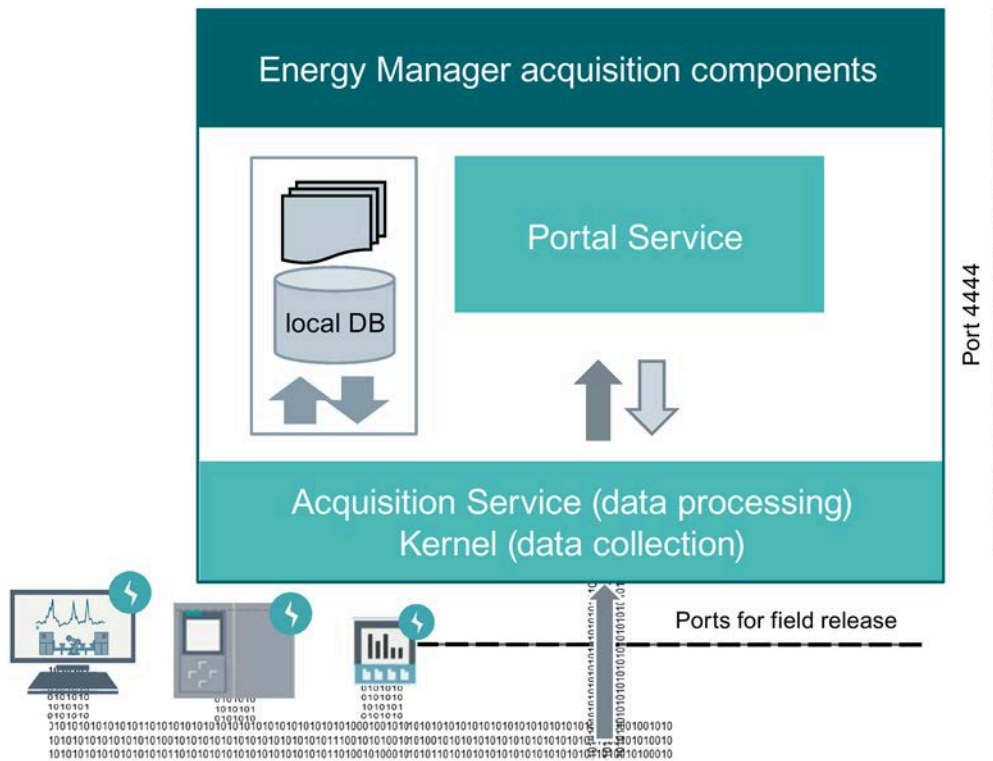 Energy Manager acquisition components
Portal Service
local DB
Port 4444
Acquisition Service (data processing)
Kernel (data collection)
Ports for field release